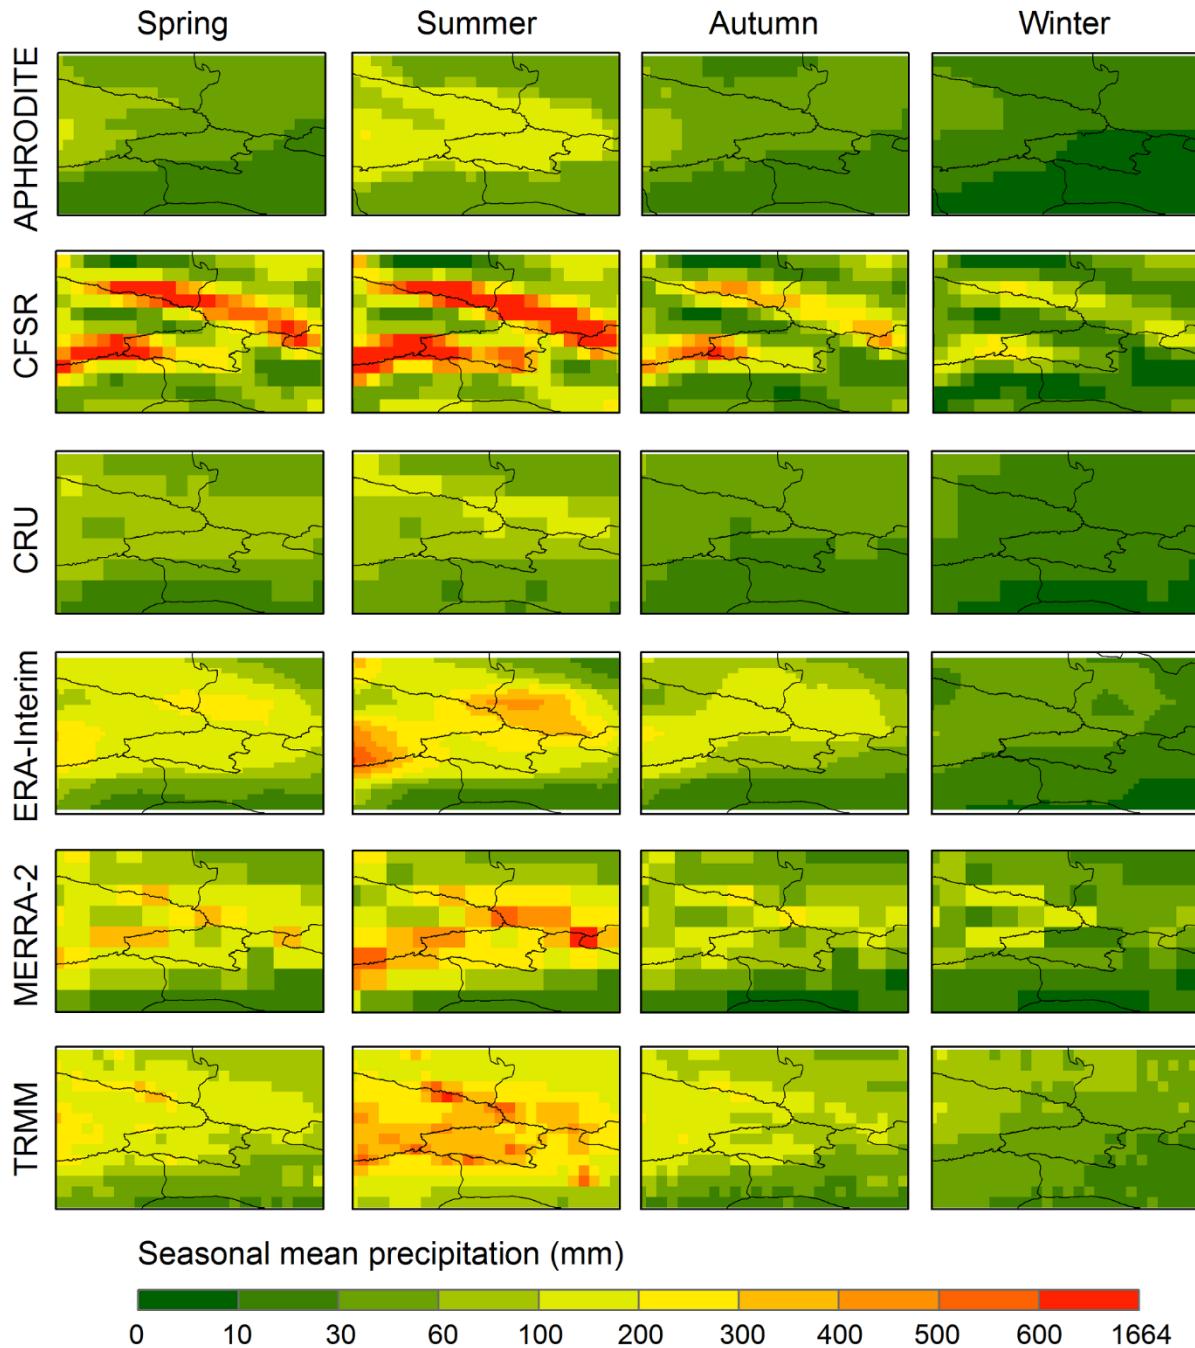 Spring Summer Autumn Winter
APHRODITE
CFSR
CRU
ERA-Interim
MERRA-2
TRMM
Seasonal mean precipitation (mm)
0 10 30 60 100 200 300 400 500 600 1664